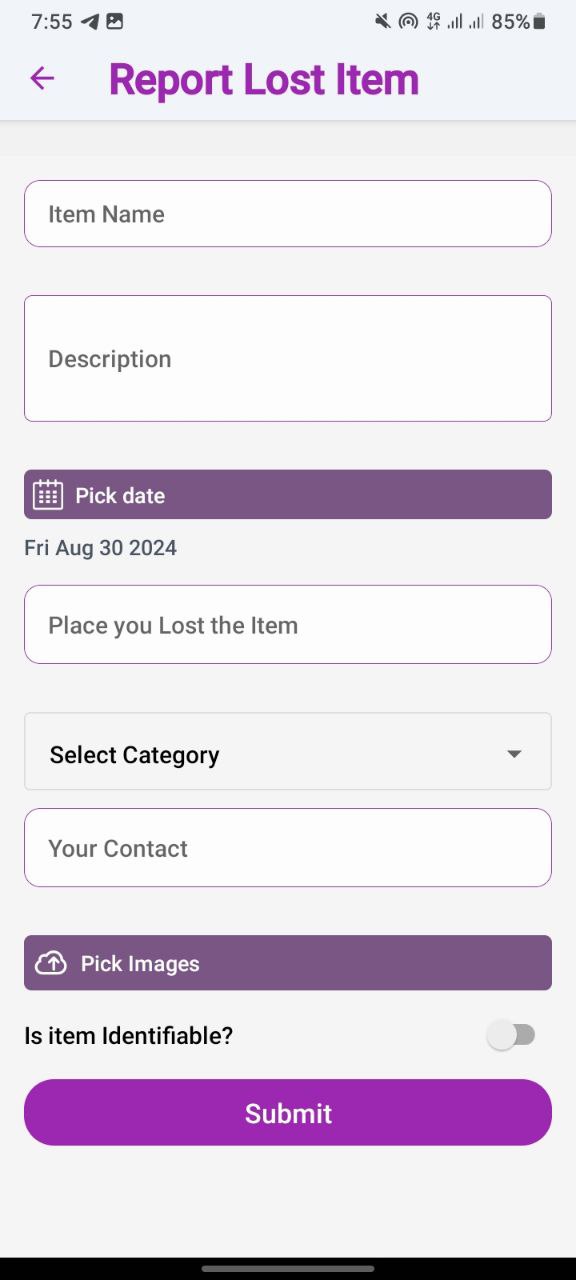 7:55 4G 85%
Report Lost Item
Item Name
Description
Pick date
Fri Aug 30 2024
Place you Lost the Item
Select Category
Your Contact
Pick Images
Is item Identifiable?
Submit